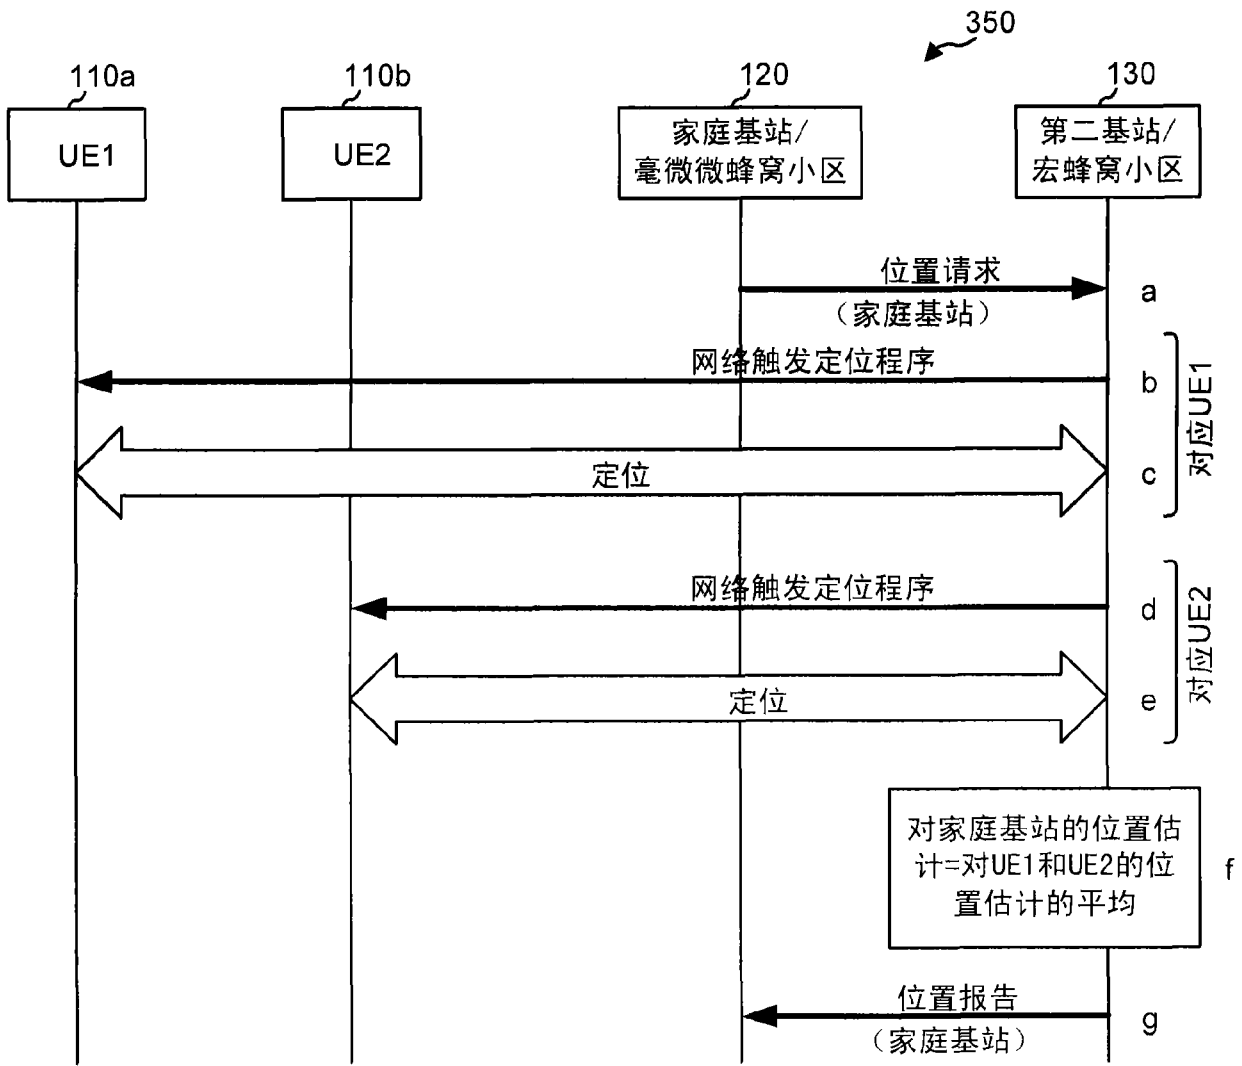 350
110a
110b
120
130
UE1
UE2
家庭基站/
毫微微蜂窝小区
第二基站/
宏蜂窝小区
位置请求
(家庭基站)
a
网络触发定位程序
b
定位
c
对应UE1
网络触发定位程序
d
定位
e
对应UE2
对家庭基站的位置估
计=对UE1和UE2的位
置估计的平均
f
位置报告
(家庭基站)
g